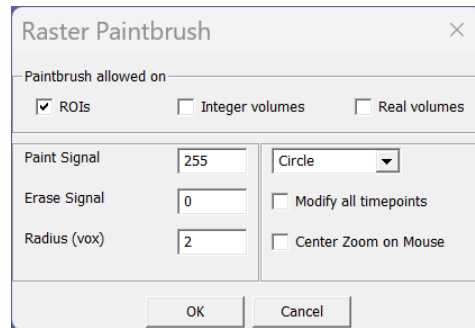 Raster Paintbrush
Paintbrush allowed on
ROIs Integer volumes Real volumes
Paint Signal 255 Circle
Erase Signal 0 Modify all timepoints
Radius (vox) 2 Center Zoom on Mouse
OK Cancel